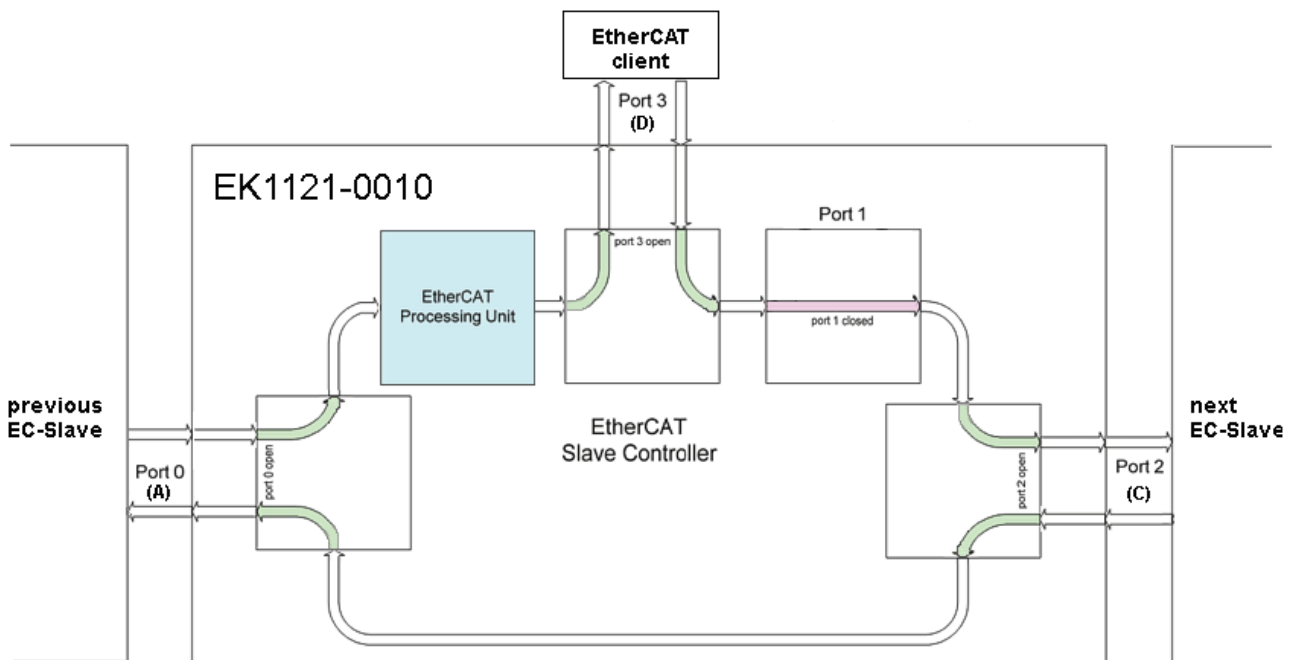 EtherCAT
client
Port 3
(D)
EK1121-0010
Port 1
port 3 open
EtherCAT
Processing Unit
port 1 closed
previous
EC-Slave
next
EC-Slave
EtherCAT
Slave Controller
Port 0
(A)
port 0 open
port 2 open
Port 2
(C)